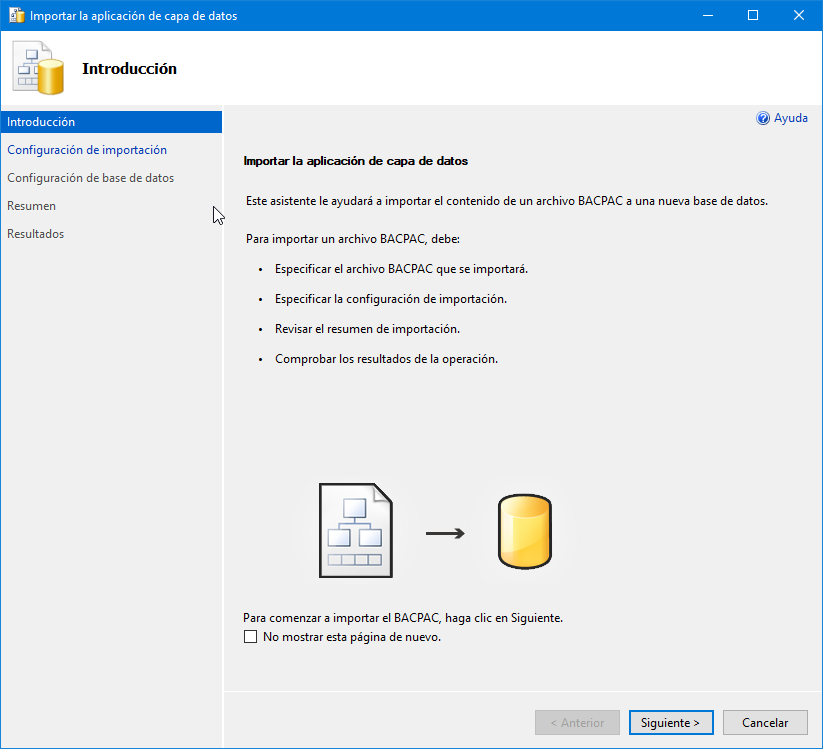 Importar la aplicación de capa de datos
Introducción
Introducción
Configuración de importación
Configuración de base de datos
Resumen
Resultados
Ayuda
Importar la aplicación de capa de datos
Este asistente le ayudará a importar el contenido de un archivo BACPAC a una nueva base de datos.
Para importar un archivo BACPAC, debe:
• Especificar el archivo BACPAC que se importará.
• Especificar la configuración de importación.
• Revisar el resumen de importación.
• Comprobar los resultados de la operación.
Para comenzar a importar el BACPAC, haga clic en Siguiente.
No mostrar esta página de nuevo.
< Anterior
Siguiente >
Cancelar